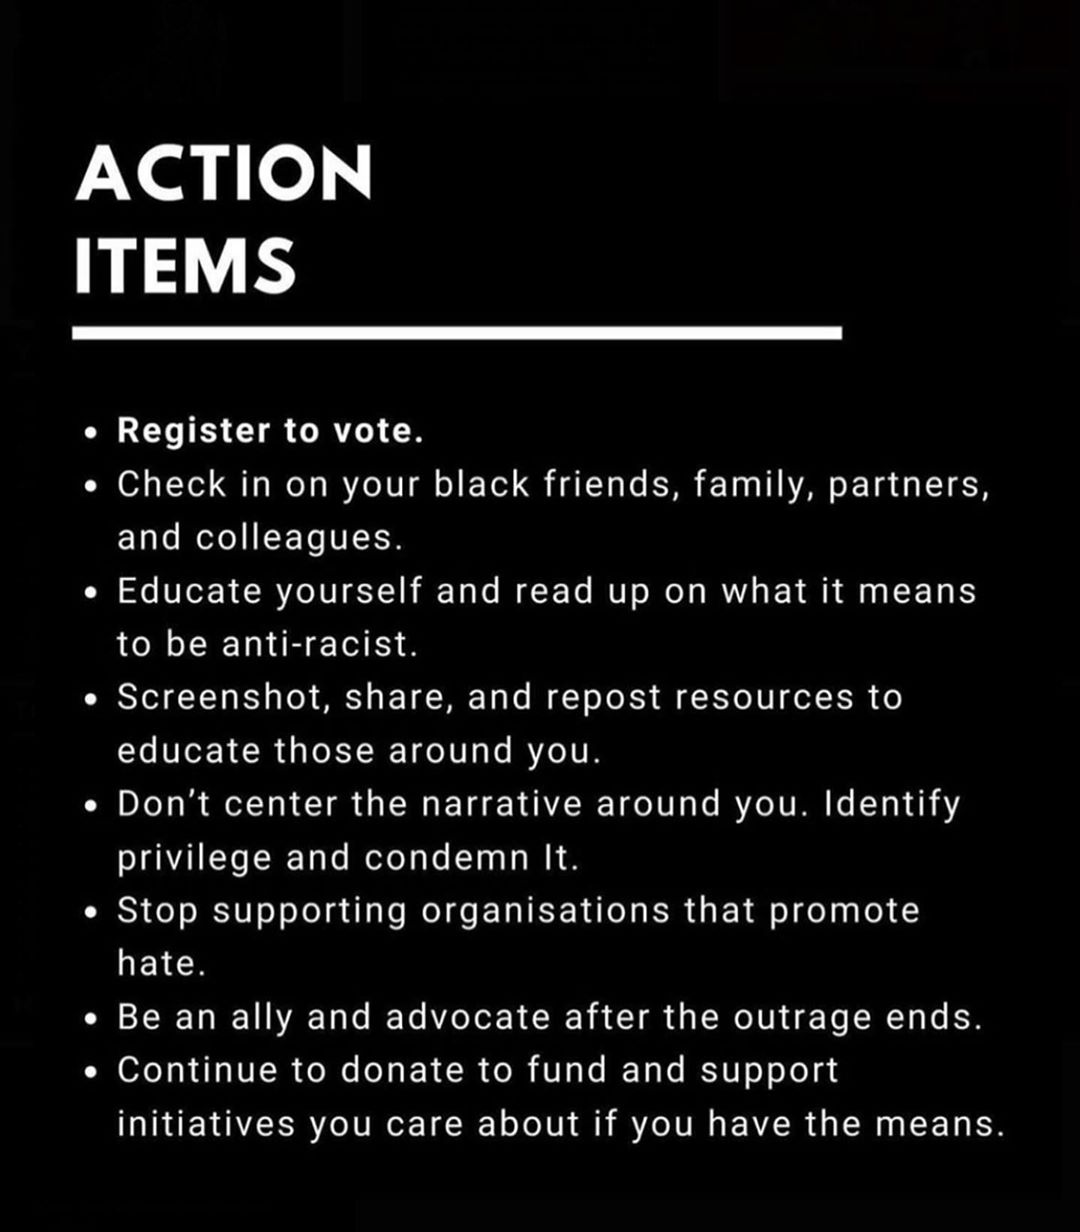 ACTION
ITEMS
• Register to vote.
• Check in on your black friends, family, partners,
and colleagues.
• Educate yourself and read up on what it means
to be anti-racist.
• Screenshot, share, and repost resources to
educate those around you.
• Don’t center the narrative around you. Identify
privilege and condemn It.
• Stop supporting organisations that promote
hate.
• Be an ally and advocate after the outrage ends.
• Continue to donate to fund and support
initiatives you care about if you have the means.